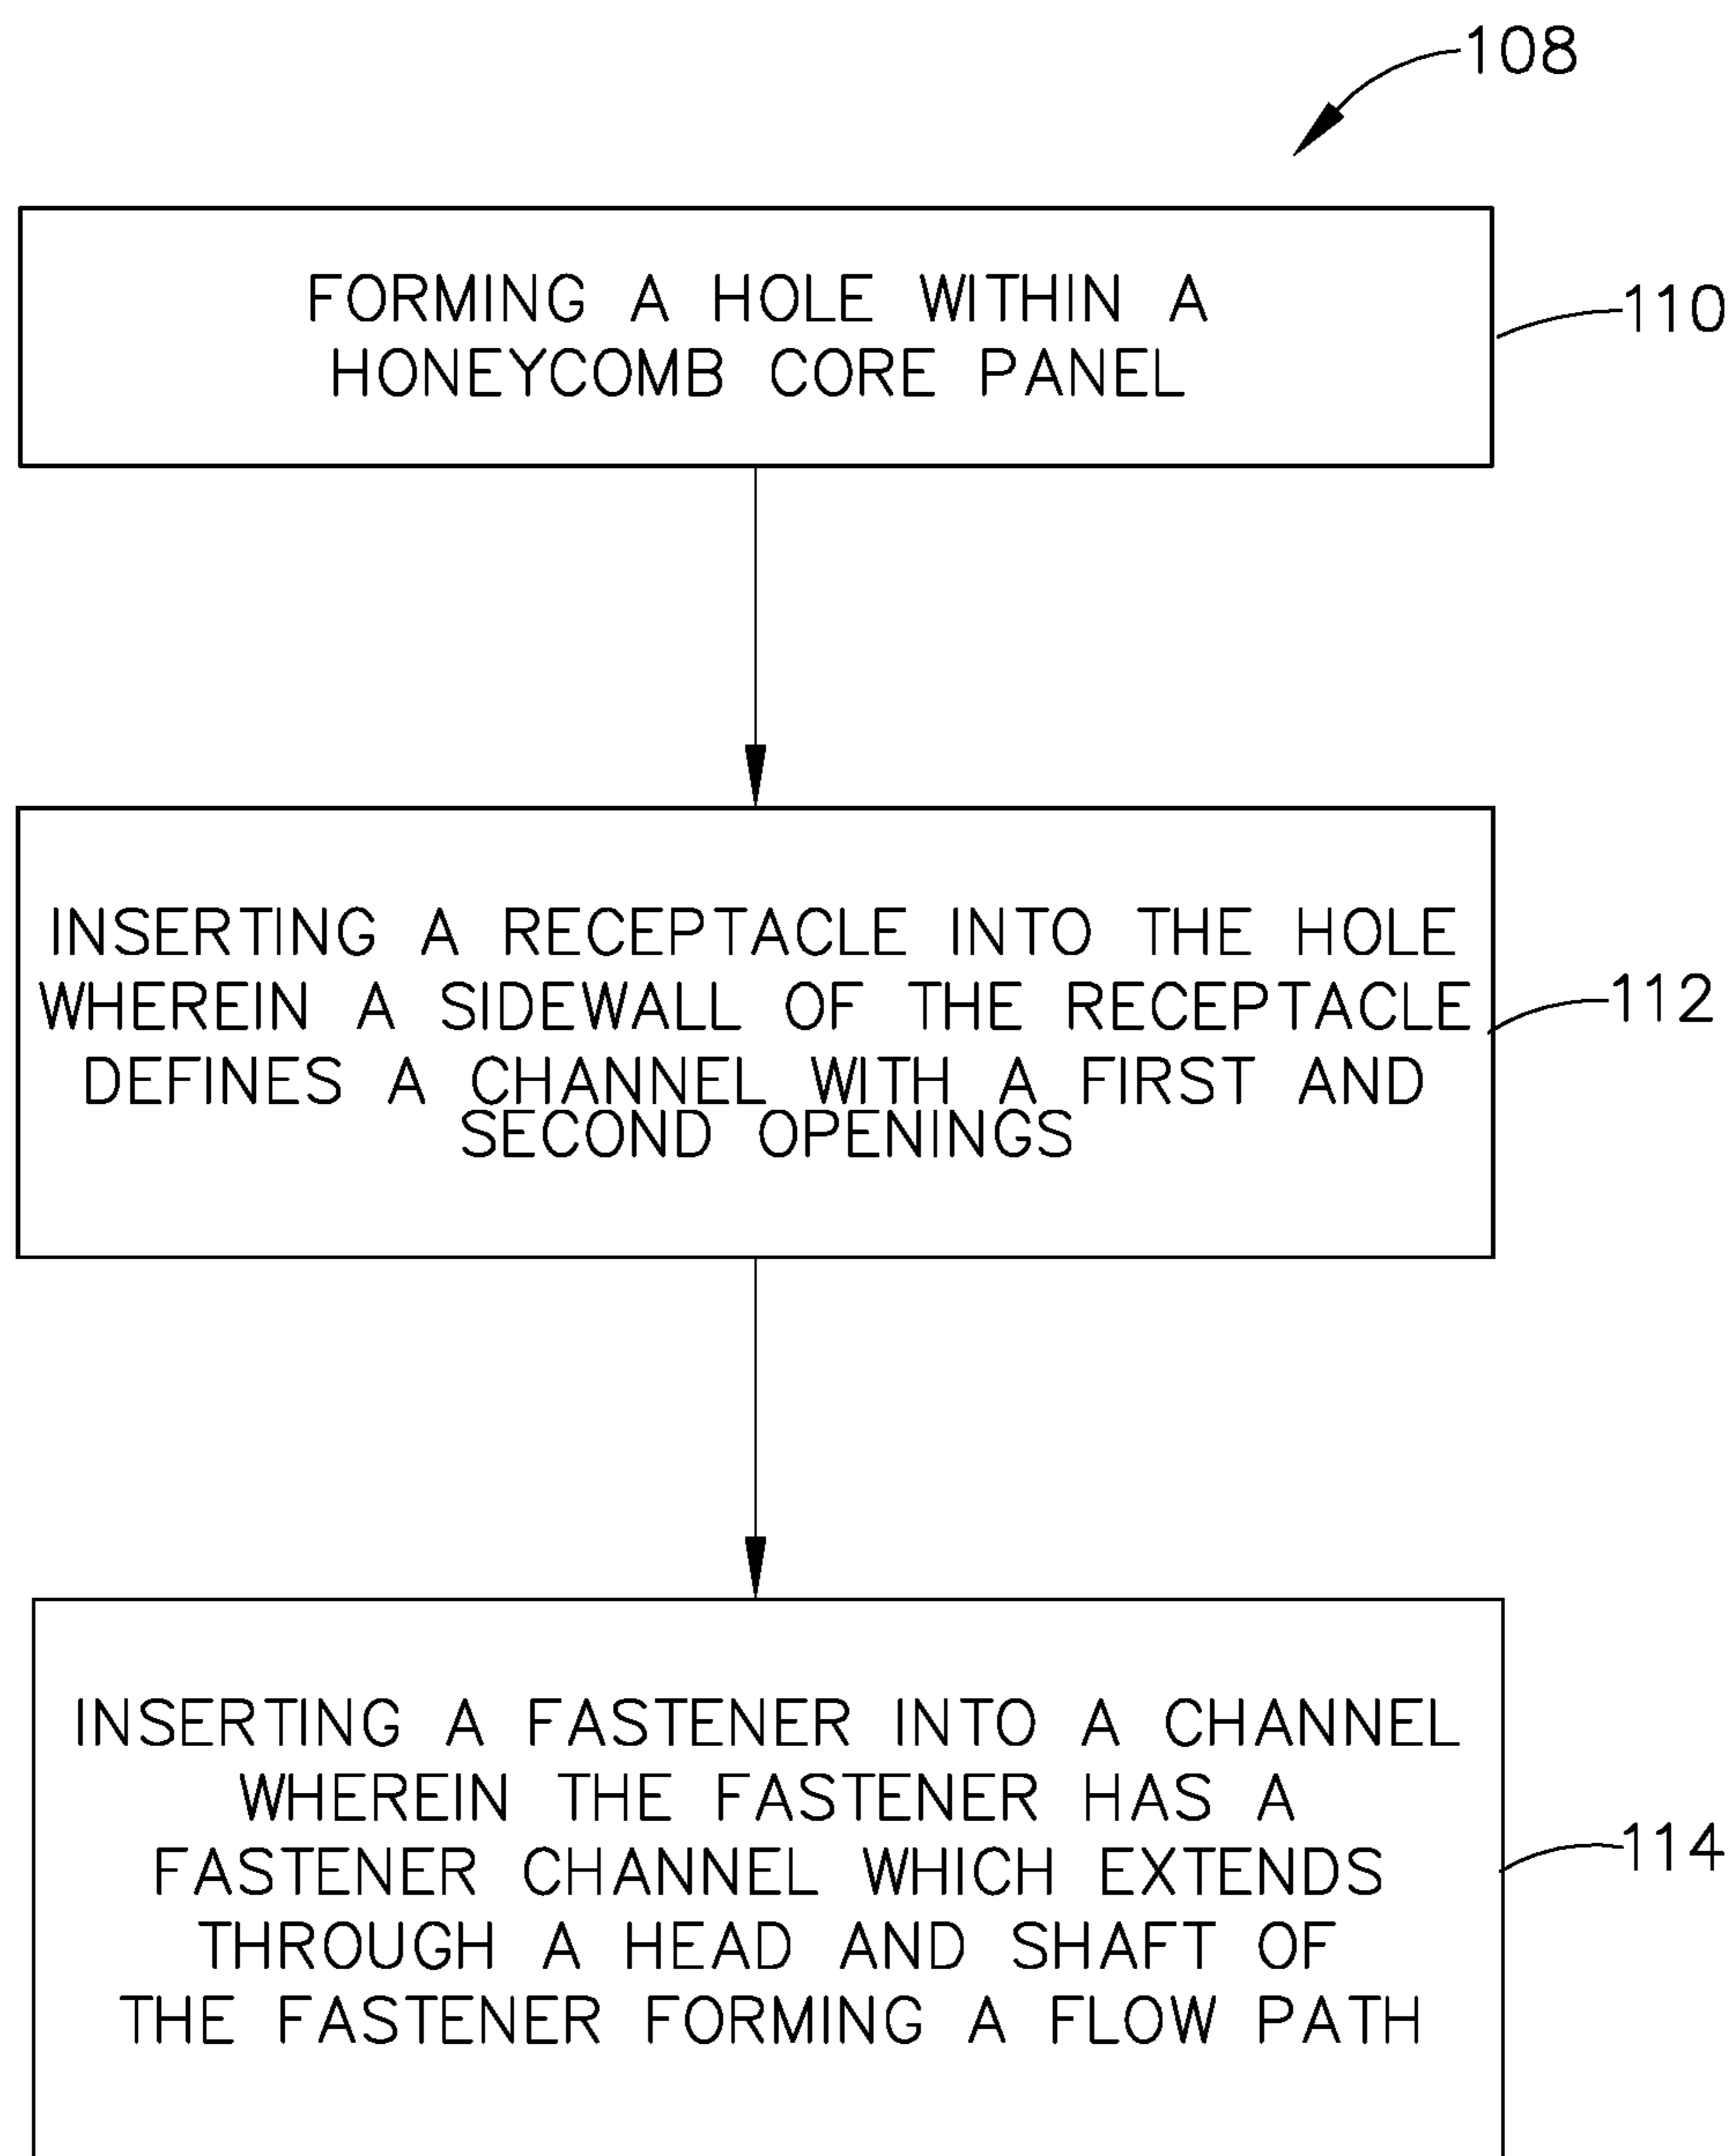 108
FORMING A HOLE WITHIN A
HONEYCOMB CORE PANEL
110
INSERTING A RECEPTACLE INTO THE HOLE
WHEREIN A SIDEWALL OF THE RECEPTACLE
DEFINES A CHANNEL WITH A FIRST AND
SECOND OPENINGS
112
INSERTING A FASTENER INTO A CHANNEL
WHEREIN THE FASTENER HAS A
FASTENER CHANNEL WHICH EXTENDS
THROUGH A HEAD AND SHAFT OF
THE FASTENER FORMING A FLOW PATH
114